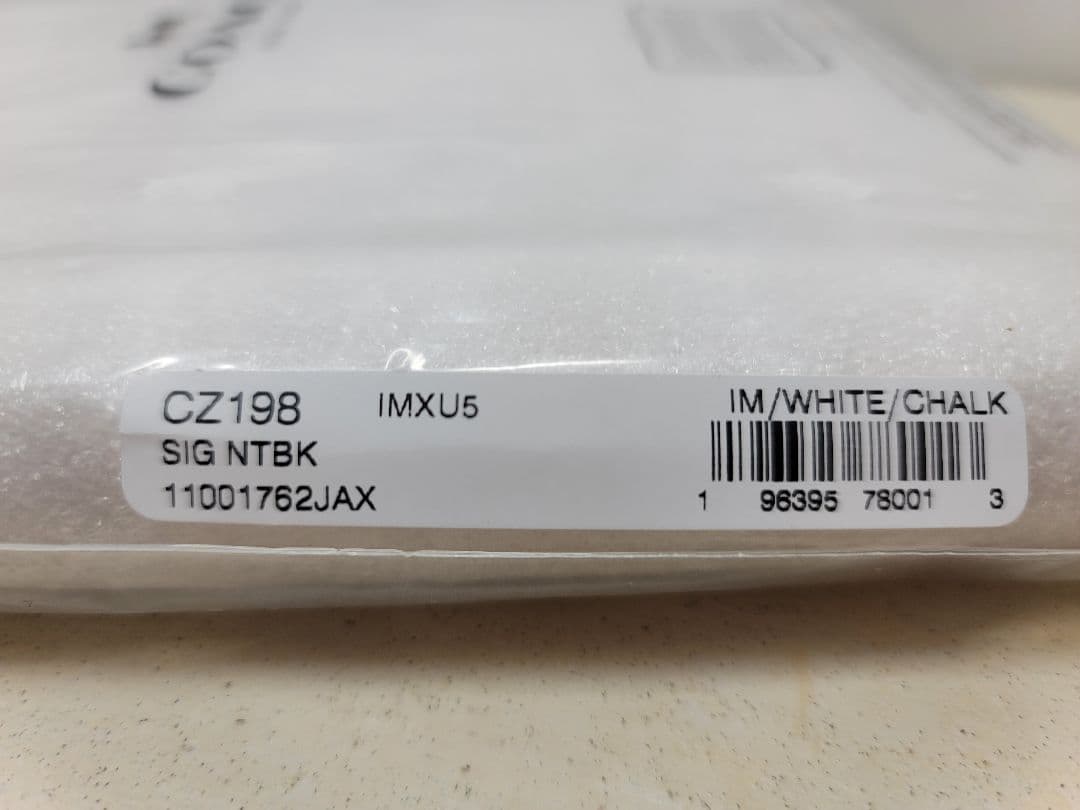 CZ198 IMXU5 IM/WHITE/CHALK
SIG NTBK
11001762JAX
1 96395 78001 3